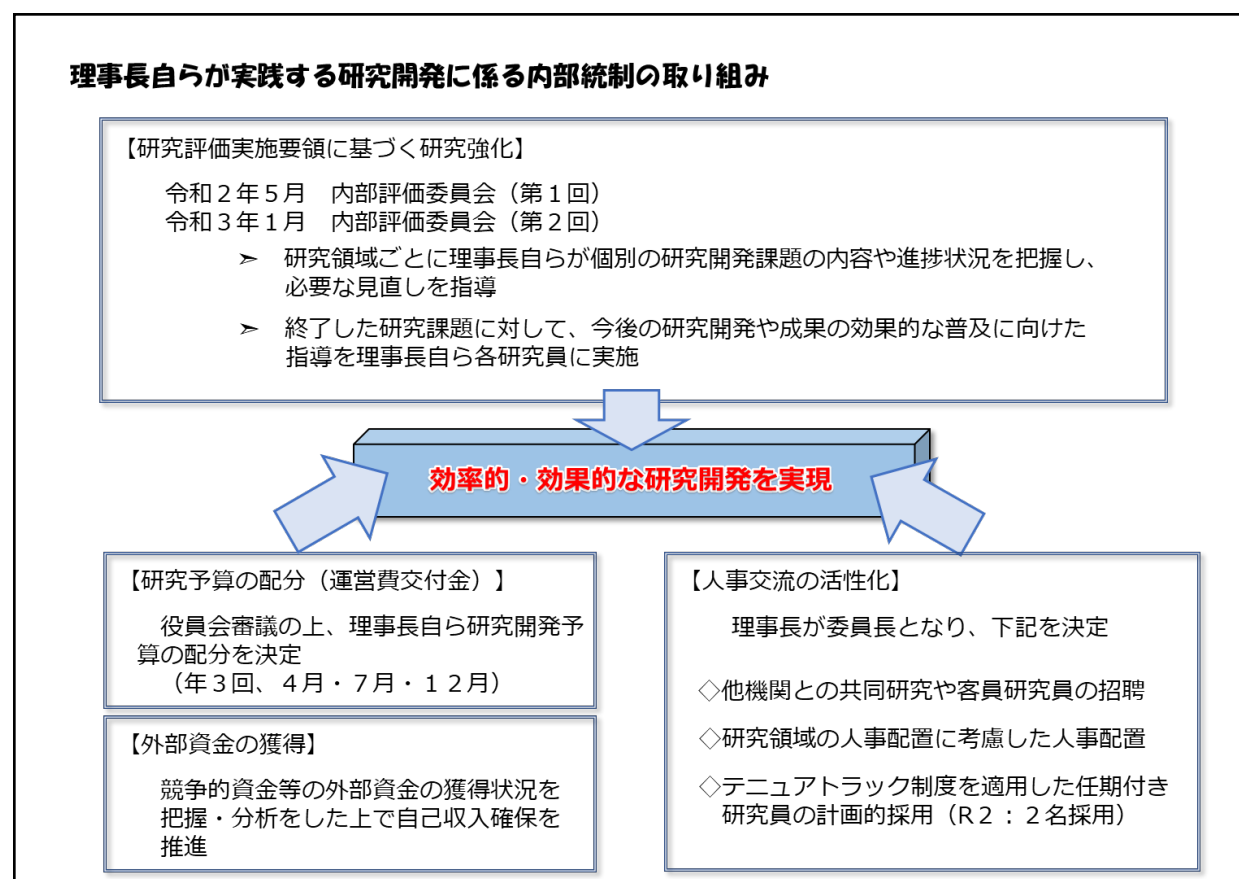 理事長自らが実践する研究開発に係る内部統制の取り組み
【研究評価実施要領に基づく研究強化】
令和２年５月　内部評価委員会（第１回）
令和３年１月　内部評価委員会（第２回）
➣　研究領域ごとに理事長自らが個別の研究開発課題の内容や進捗状況を把握し、
必要な見直しを指導
➣　終了した研究課題に対して、今後の研究開発や成果の効果的な普及に向けた
指導を理事長自ら各研究員に実施
効率的・効果的な研究開発を実現
【研究予算の配分（運営費交付金）】
役員会審議の上、理事長自ら研究開発予
算の配分を決定
（年３回、４月・７月・１２月）
【外部資金の獲得】
競争的資金等の外部資金の獲得状況を
把握・分析をした上で自己収入確保を
推進
【人事交流の活性化】
理事長が委員長となり、下記を決定
◇他機関との共同研究や客員研究員の招聘
◇研究領域の人事配置に考慮した人事配置
◇テニュアトラック制度を適用した任期付き
研究員の計画的採用（R２：２名採用）